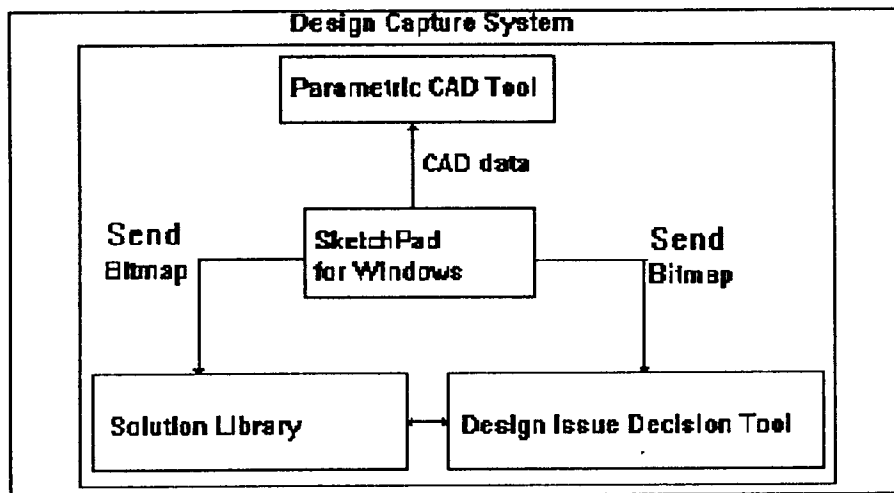 Design Capture System
Parametric CAD Tool
CAD data
Send
Bitmap
SketchPad
for Windows
Send
Bitmap
Solution Library
Design Issue Decision Tool